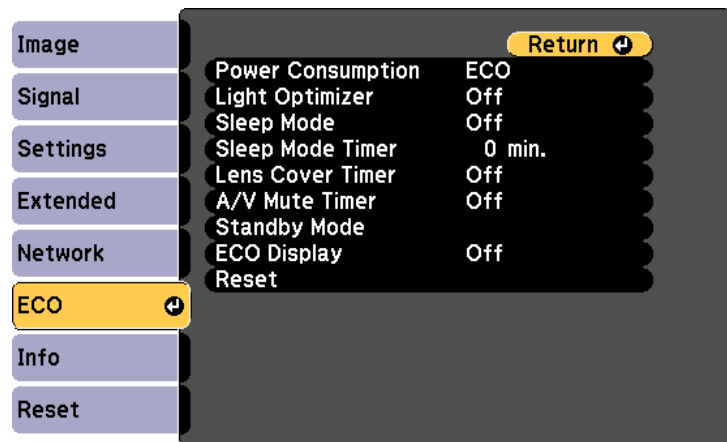 Image
Signal
Settings
Extended
Network
ECO
Info
Reset
Return
Power Consumption ECO
Light Optimizer Off
Sleep Mode Off
Sleep Mode Timer 0 min.
Lens Cover Timer Off
A/V Mute Timer Off
Standby Mode
ECO Display Off
Reset